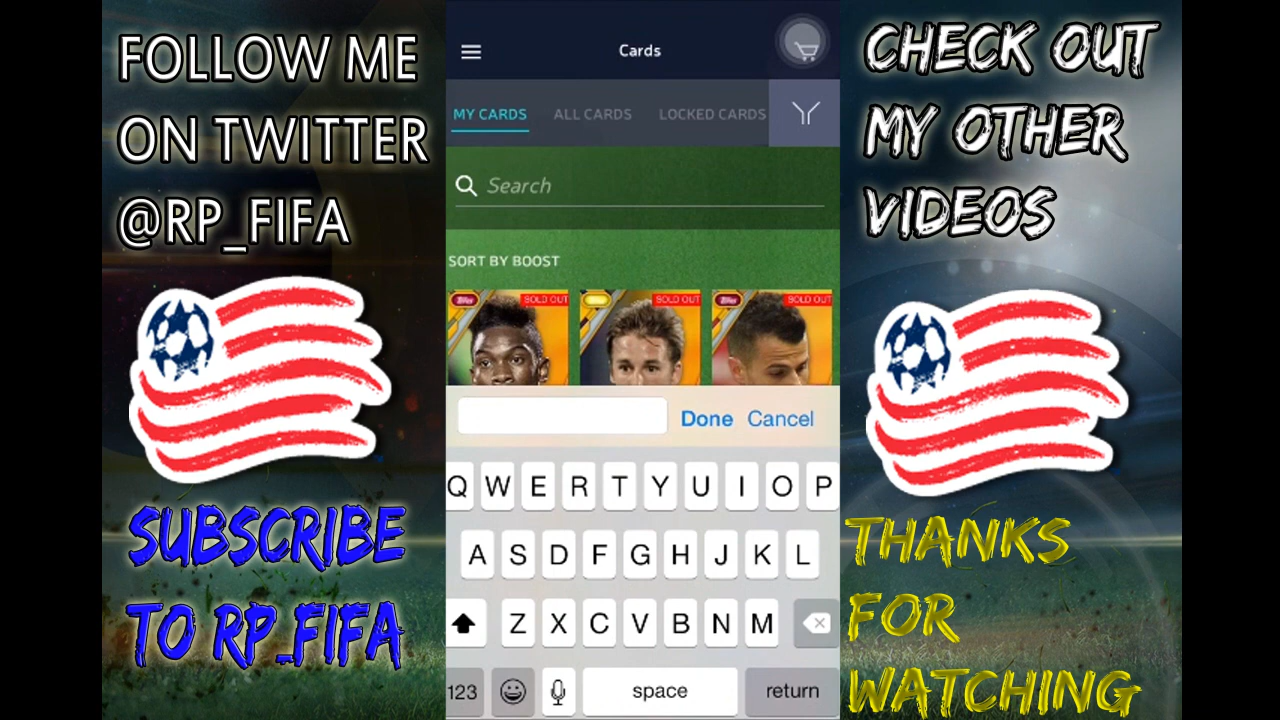 FOLLOW ME
ON TWITTER
@RP_FIFA
SUBSCRIBE
TO RP_FIFA
Cards
MY CARDS
ALL CARDS
LOCKED CARDS
Search
SORT BY BOOST
Topps
SOLD OUT
SOLD OUT
Topps
SOLD OUT
Done
Cancel
Q W E R T Y U I O P
A S D F G H J K L
Z X C V B N M
123
space
return
CHECK OUT
MY OTHER
VIDEOS
THANKS
FOR
WATCHING